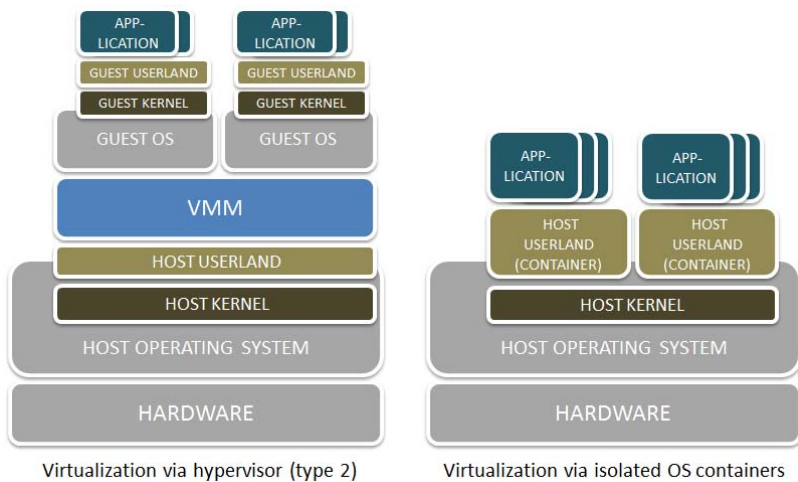 APP-
LICATION
APP-
LICATION
GUEST USERLAND
GUEST USERLAND
GUEST KERNEL
GUEST KERNEL
GUEST OS
GUEST OS
VMM
HOST USERLAND
HOST KERNEL
HOST OPERATING SYSTEM
HARDWARE
Virtualization via hypervisor (type 2)
APP-
LICATION
APP-
LICATION
HOST
USERLAND
(CONTAINER)
HOST
USERLAND
(CONTAINER)
HOST KERNEL
HOST OPERATING SYSTEM
HARDWARE
Virtualization via isolated OS containers